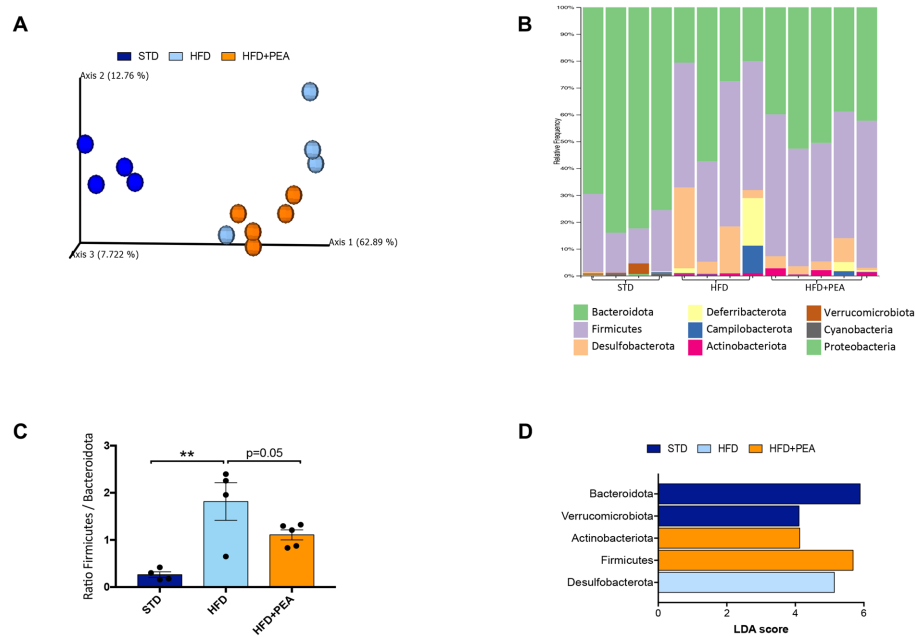 A
STD HFD HFD+PEA
Axis 2 (12.76 %)
Axis 1 (62.89 %)
Axis 3 (7.722 %)
B
Relative Frequency
100%
90%
80%
70%
60%
50%
40%
30%
20%
10%
0%
STD HFD HFD+PEA
Bacteroidota Deferribacterota Verrucomicrobiota
Firmicutes Campilobacterota Cyanobacteria
Desulfobacterota Actinobacteriota Proteobacteria
C
Ratio Firmicutes / Bacteroidota
3
2
1
0
** p=0.05
STD HFD HFD+PEA
D
STD HFD HFD+PEA
Bacteroidota
Verrucomicrobiota
Actinobacteriota
Firmicutes
Desulfobacterota
0 2 4 6
LDA score